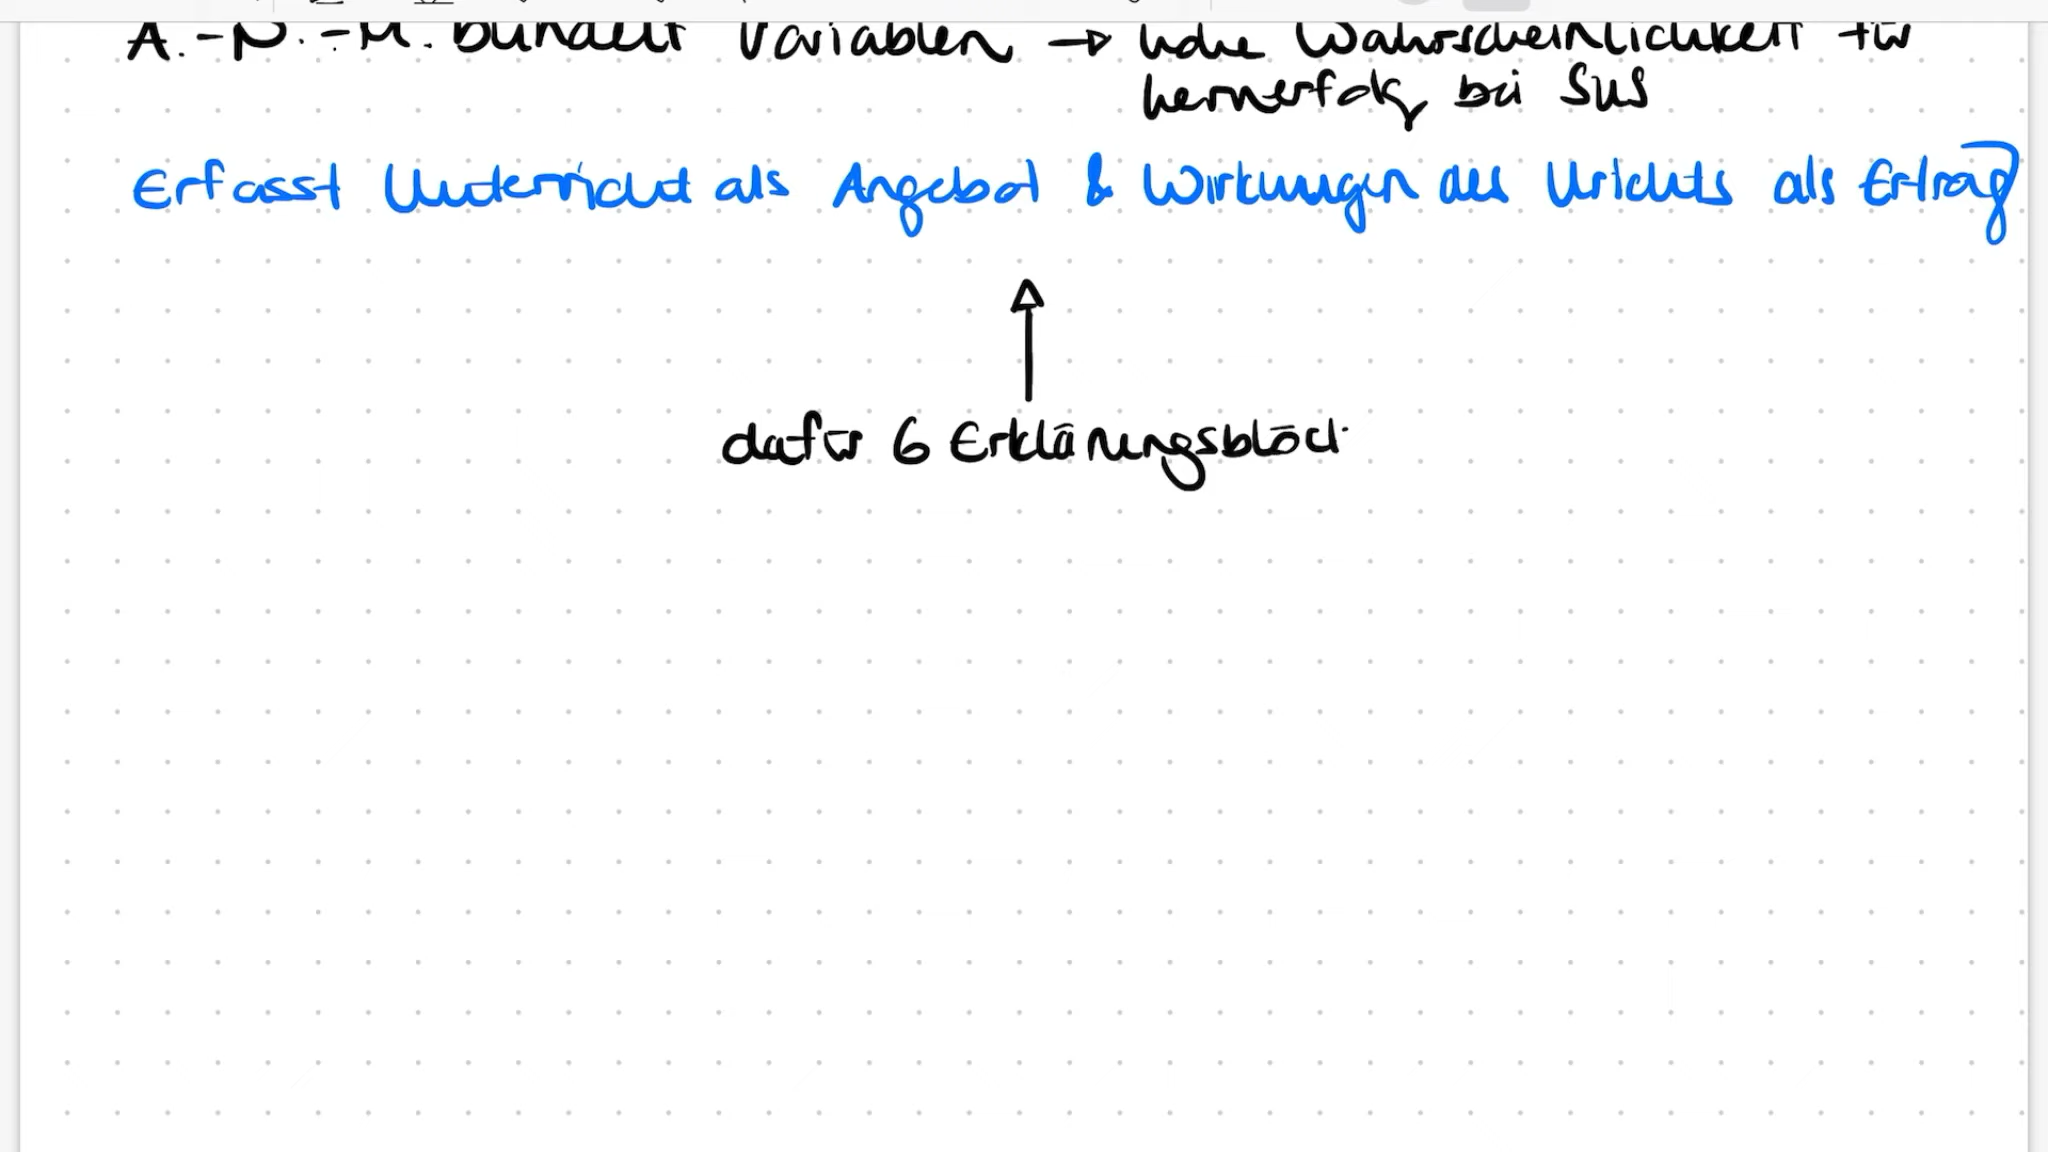 A.-N.-M. bündelt Variablen → hohe Wahrscheinlichkeit für
Lernerfolg bei SuS
Erfasst Unterricht als Angebot & Wirkungen des Urichts als Ertrag
dafür 6 Erklärungsblöck